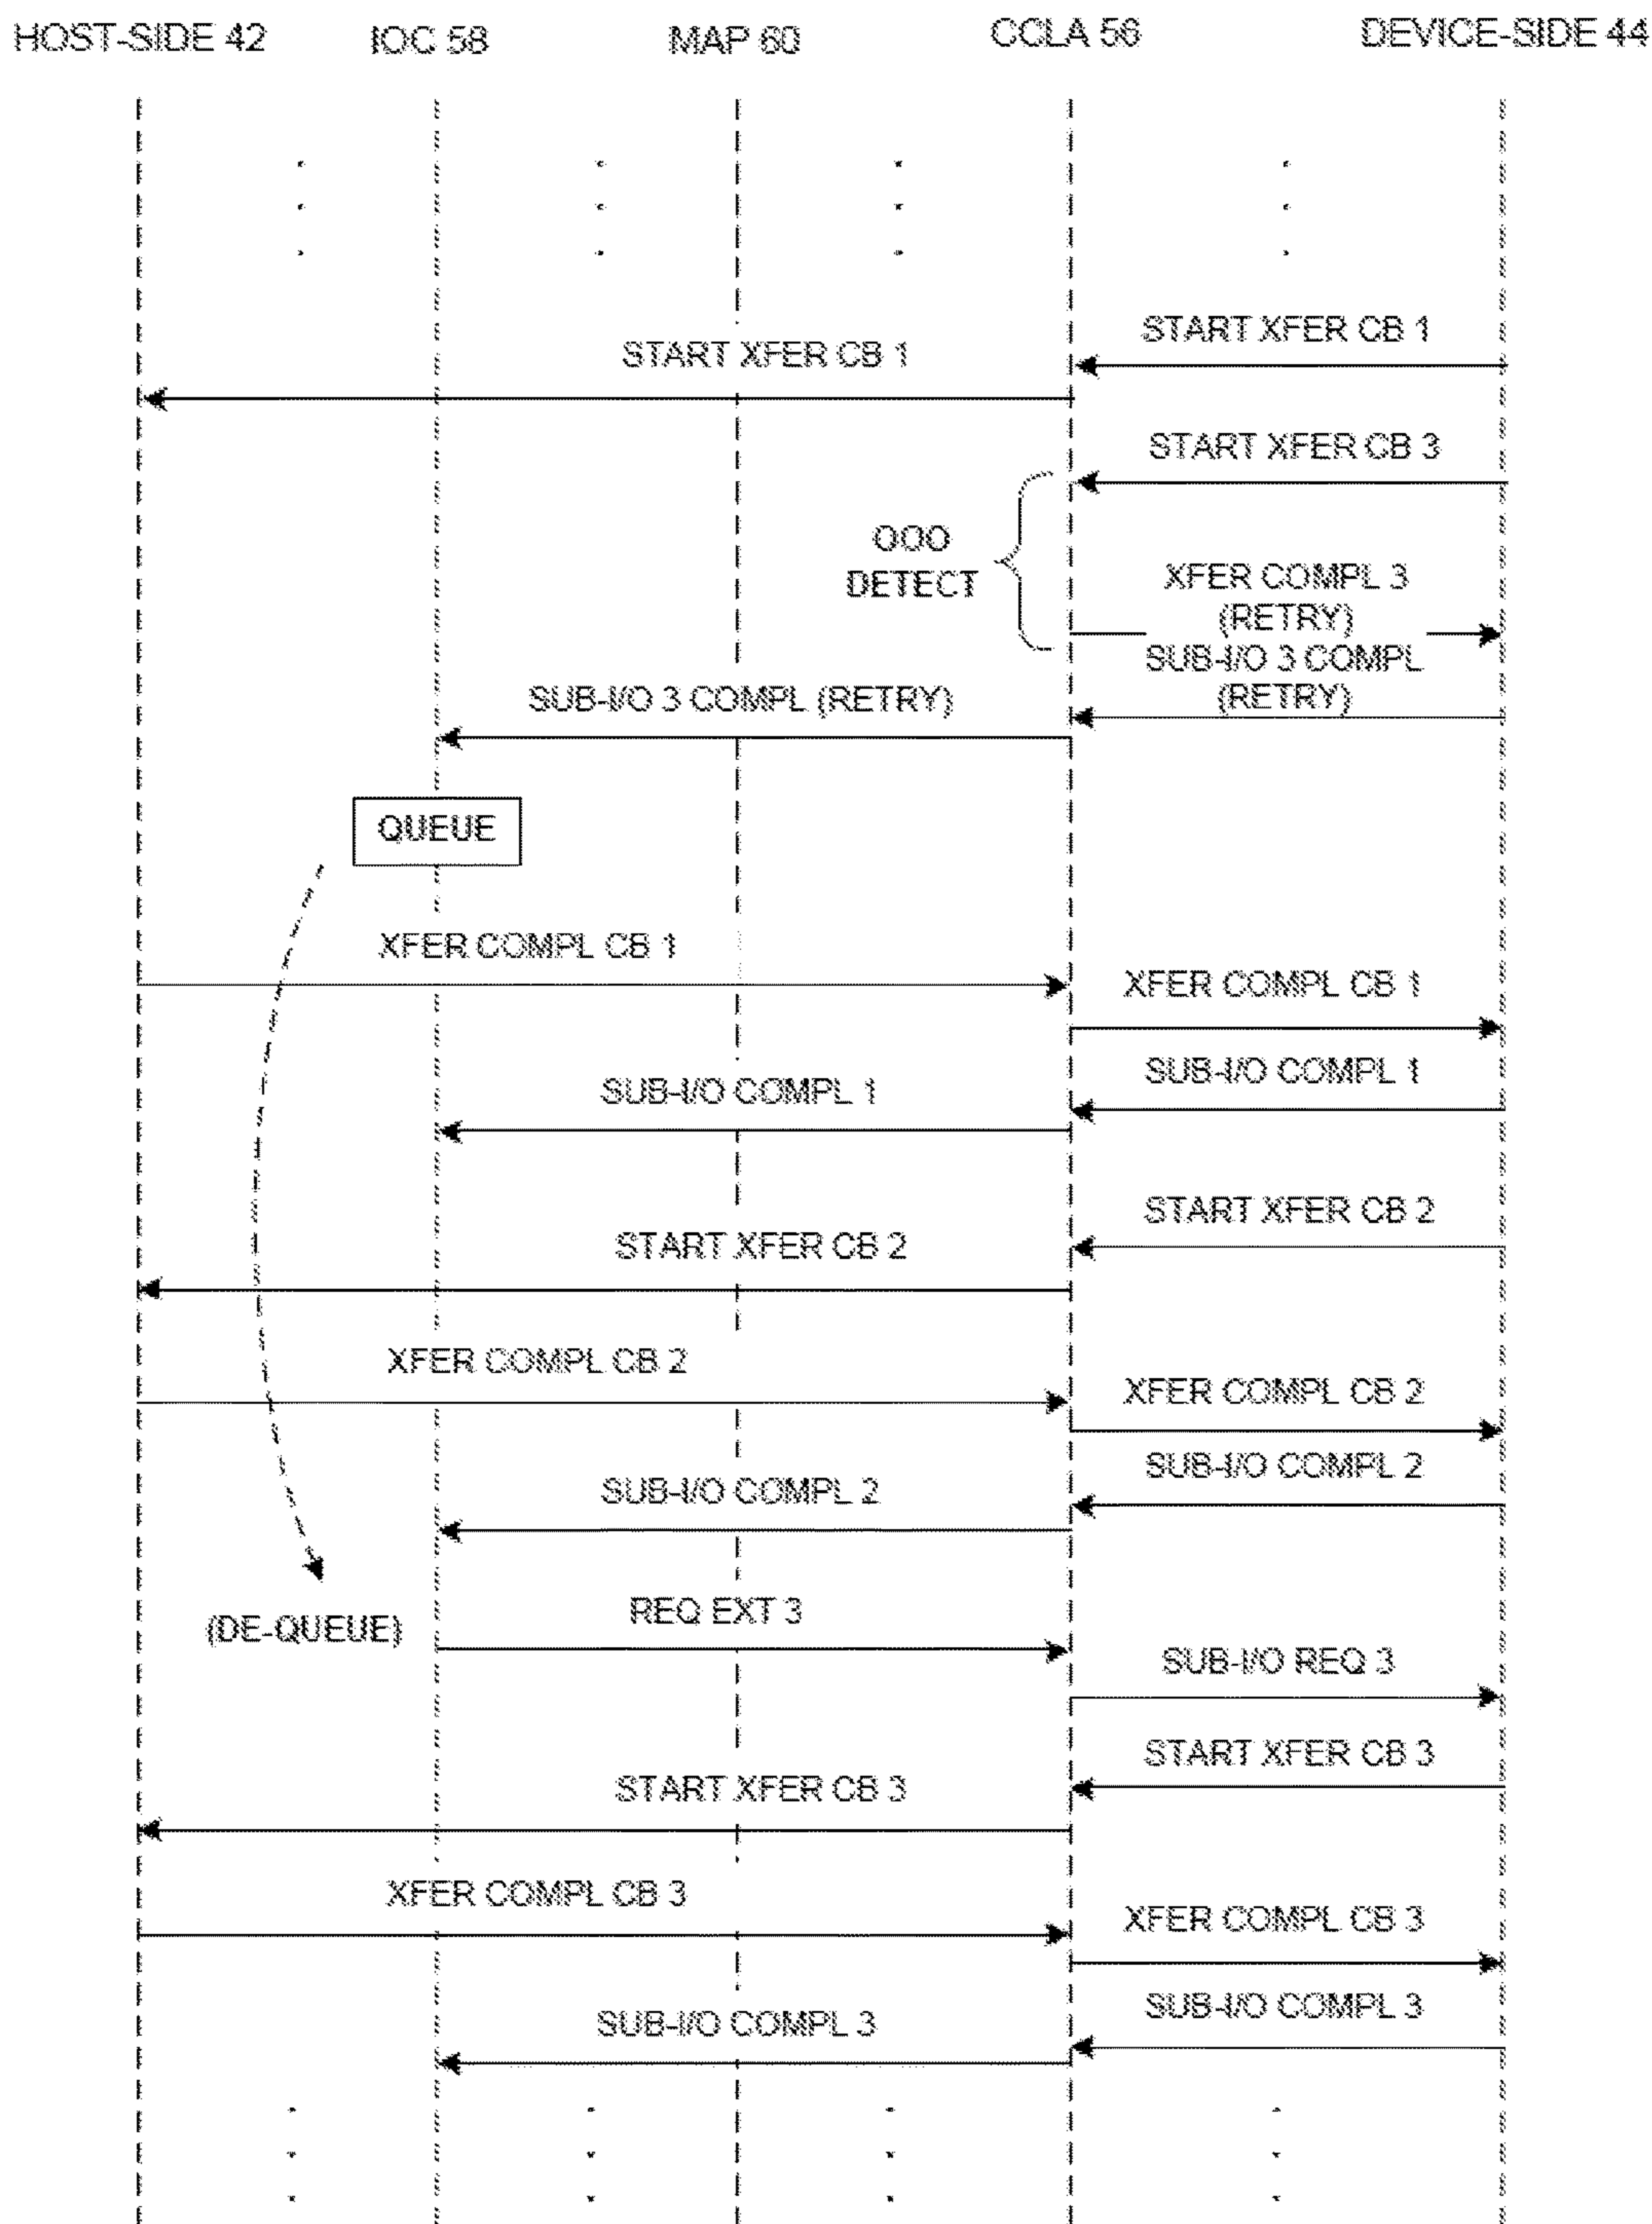 HOST-SIDE 42 IOC 58 MAP 60 CCLA 56 DEVICE-SIDE 44
START XFER CB 1
START XFER CB 1
START XFER CB 3
OOO
DETECT
XFER COMPL 3
(RETRY)
SUB-I/O 3 COMPL
(RETRY)
SUB-I/O 3 COMPL (RETRY)
QUEUE
XFER COMPL CB 1
XFER COMPL CB 1
SUB-I/O COMPL 1
SUB-I/O COMPL 1
START XFER CB 2
START XFER CB 2
XFER COMPL CB 2
XFER COMPL CB 2
SUB-I/O COMPL 2
SUB-I/O COMPL 2
REQ EXT 3
(DE-QUEUE)
SUB-I/O REQ 3
START XFER CB 3
START XFER CB 3
XFER COMPL CB 3
XFER COMPL CB 3
SUB-I/O COMPL 3
SUB-I/O COMPL 3